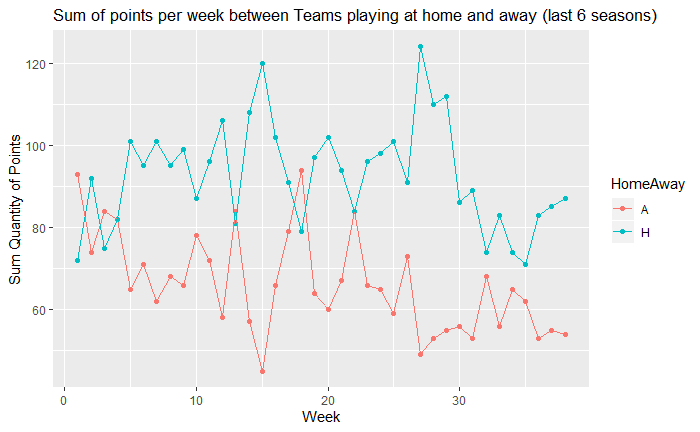 Sum of points per week between Teams playing at home and away (last 6 seasons)
Sum Quantity of Points
120
100
80
60
0
10
20
30
Week
HomeAway
A
H